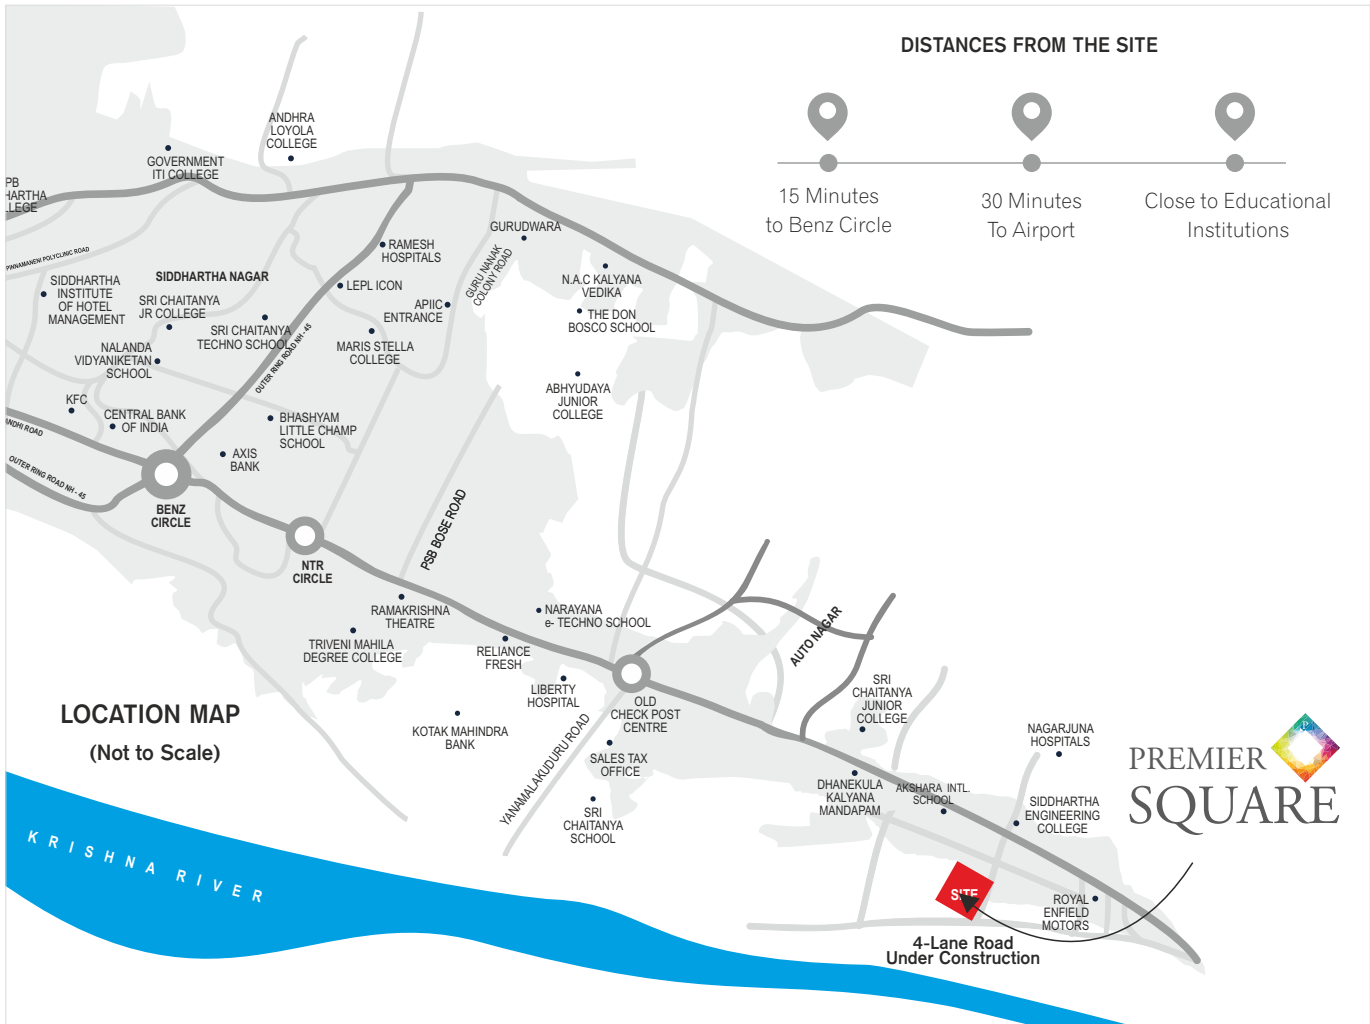 DISTANCES FROM THE SITE
15 Minutes
to Benz Circle
30 Minutes
To Airport
Close to Educational
Institutions
ANDHRA
LOYOLA
COLLEGE
GOVERNMENT
ITI COLLEGE
PB
HARTHA
LLEGE
PINNAMANENI POLYCLINIC ROAD
SIDDHARTHA
INSTITUTE
OF HOTEL
MANAGEMENT
SIDDHARTHA NAGAR
SRI CHAITANYA
JR COLLEGE
SRI CHAITANYA
TECHNO SCHOOL
NALANDA
VIDYANIKETAN
SCHOOL
RAMESH
HOSPITALS
LEPL ICON
APIIC
ENTRANCE
MARIS STELLA
COLLEGE
OUTER RING ROAD NH - 45
GURU NANAK
COLONY ROAD
GURUDWARA
N.A.C KALYANA
VEDIKA
THE DON
BOSCO SCHOOL
ABHYUDAYA
JUNIOR
COLLEGE
KFC
CENTRAL BANK
OF INDIA
ANDHI ROAD
OUTER RING ROAD NH - 45
BHASHYAM
LITTLE CHAMP
SCHOOL
AXIS
BANK
BENZ
CIRCLE
NTR
CIRCLE
PSB BOSE ROAD
RAMAKRISHNA
THEATRE
TRIVENI MAHILA
DEGREE COLLEGE
NARAYANA
e- TECHNO SCHOOL
RELIANCE
FRESH
LIBERTY
HOSPITAL
KOTAK MAHINDRA
BANK
OLD
CHECK POST
CENTRE
YANAMALAKUDURU ROAD
SALES TAX
OFFICE
SRI
CHAITANYA
SCHOOL
AUTO NAGAR
SRI
CHAITANYA
JUNIOR
COLLEGE
DHANEKULA
KALYANA
MANDAPAM
AKSHARA INTL.
SCHOOL
NAGARJUNA
HOSPITALS
SIDDHARTHA
ENGINEERING
COLLEGE
ROYAL
ENFIELD
MOTORS
SITE
4-Lane Road
Under Construction
PREMIER
SQUARE
LOCATION MAP
(Not to Scale)
KRISHNA RIVER